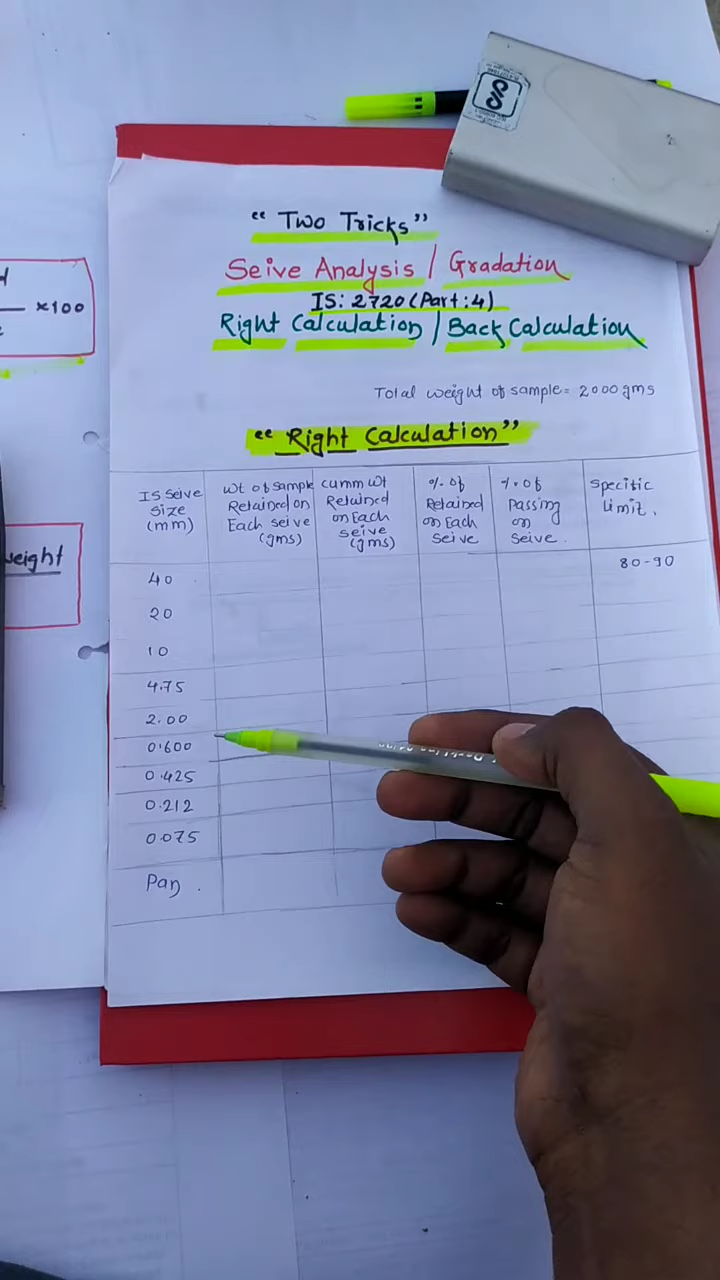 “Two Tricks”
Seive Analysis / Gradation
IS: 2720 (Part: 4)
Right Calculation / Back Calculation
×100
Total weight of sample = 2000 gms
“Right Calculation”
IS Seive
size
(mm)
Wt of sample
Retained on
Each seive
(gms)
cumm wt
Retained
on Each
seive
(gms)
% of
Retained
on Each
Seive
% of
Passing
on
Seive.
Specific
limit.
40
80-90
20
10
weight
4.75
2.00
0.600
0.425
0.212
0.075
Pan.